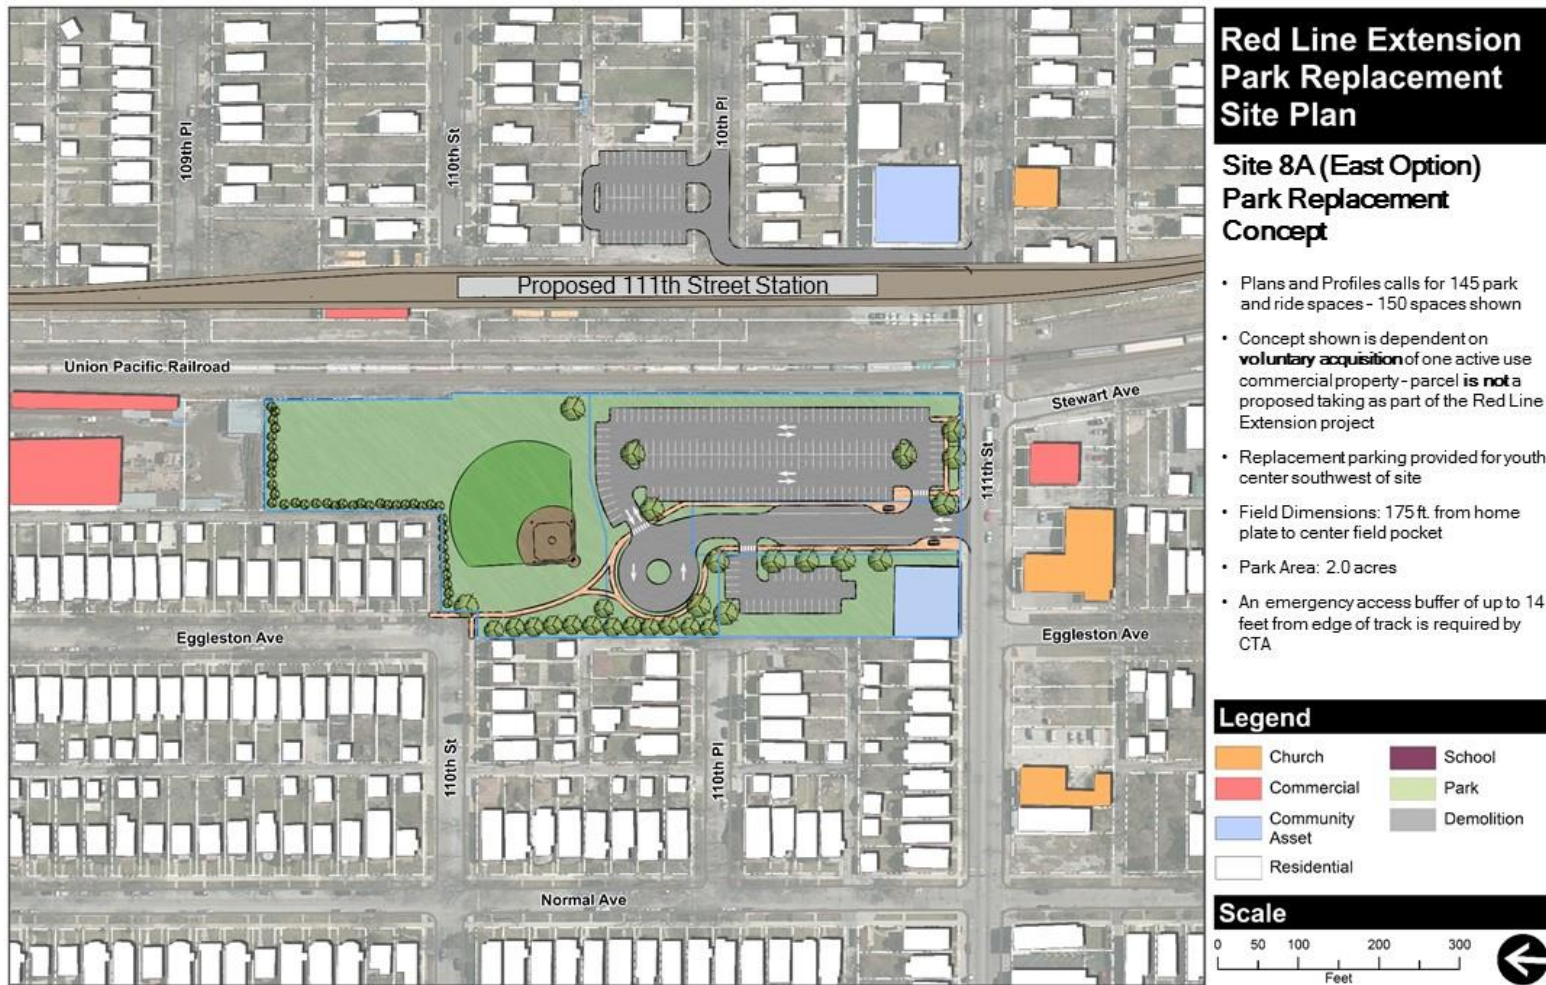 109th Pl
110th St
10th Pl
Proposed 111th Street Station
Union Pacific Railroad
Stewart Ave
111th St
Eggleston Ave
Eggleston Ave
110th St
110th Pl
Normal Ave
Red Line Extension
Park Replacement
Site Plan
Site 8A (East Option)
Park Replacement
Concept
• Plans and Profiles calls for 145 park
and ride spaces - 150 spaces shown
• Concept shown is dependent on
voluntary acquisition of one active use
commercial property - parcel is not a
proposed taking as part of the Red Line
Extension project
• Replacement parking provided for youth
center southwest of site
• Field Dimensions: 175 ft. from home
plate to center field pocket
• Park Area: 2.0 acres
• An emergency access buffer of up to 14
feet from edge of track is required by
CTA
Legend
Church
School
Commercial
Park
Community
Asset
Demolition
Residential
Scale
0 50 100 200 300
Feet